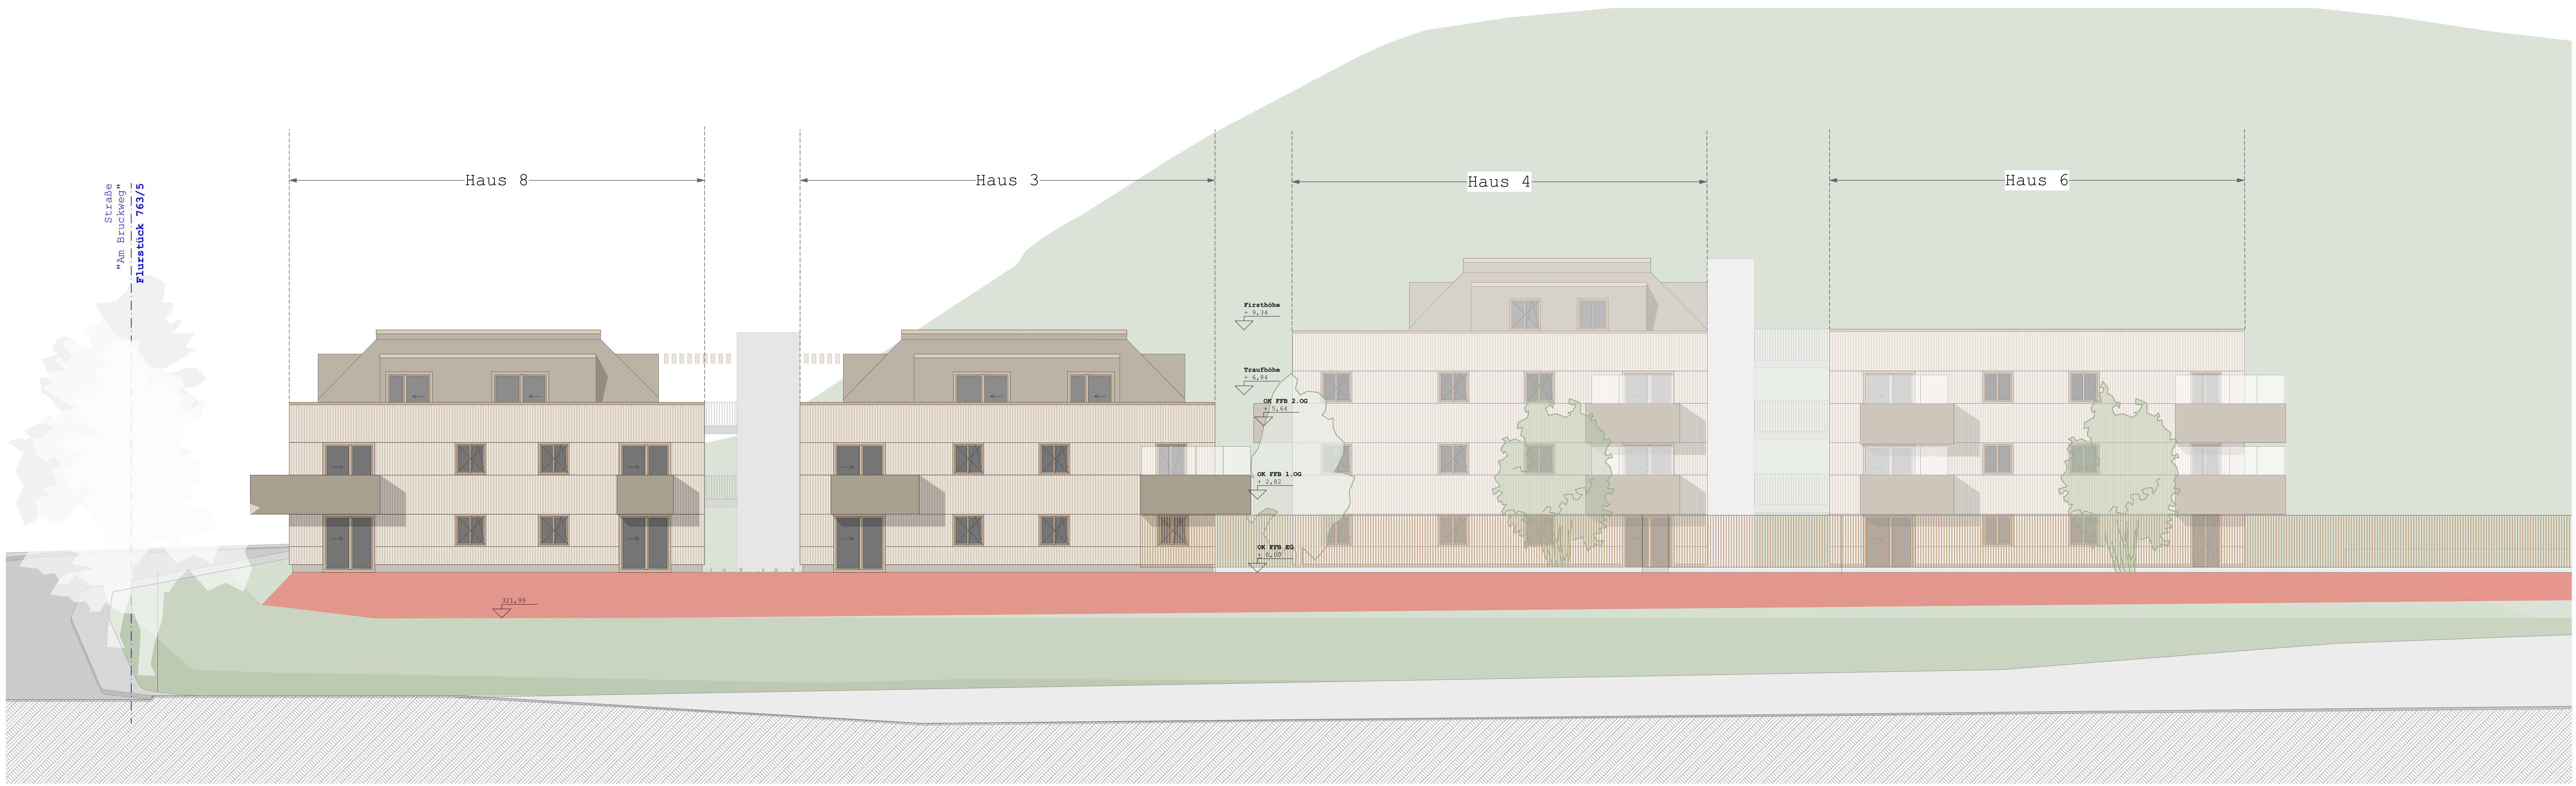 Straße
"Am Bruckweg"
Flurstück 763/5
Haus 8
Haus 3
Haus 4
Haus 6
Firsthöhe
+ 9,34
Traufhöhe
+ 6,84
OK FFB 2.OG
+ 5,64
OK FFB 1.OG
+ 2,82
OK FFB EG
+ 0,00
321,99